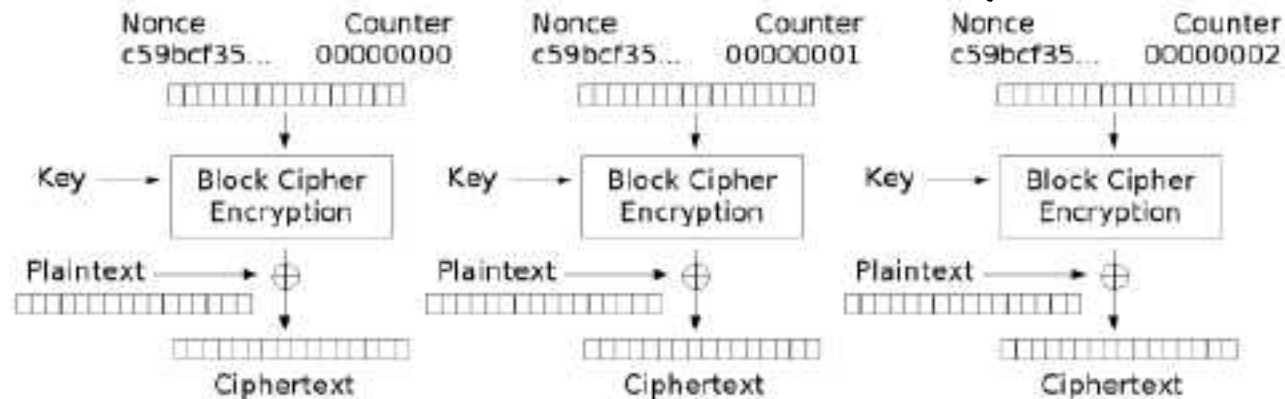 Nonce Counter Nonce Counter Nonce Counter
c59bcf35... 00000000 c59bcf35... 00000001 c59bcf35... 00000002
Key Block Cipher Encryption Key Block Cipher Encryption Key Block Cipher Encryption
Plaintext Plaintext Plaintext
Ciphertext Ciphertext Ciphertext